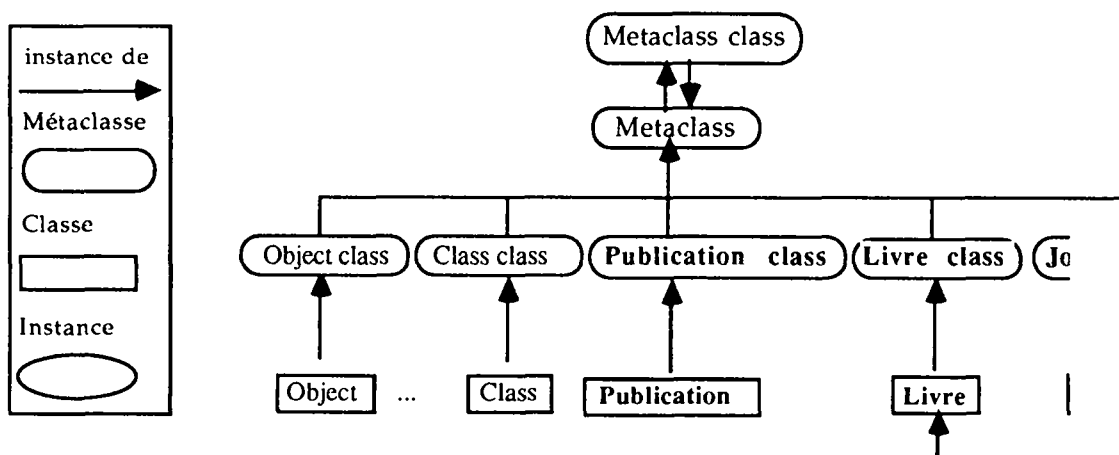 instance de
Métaclasse
Classe
Instance
Metaclass class
Metaclass
Object class
Class class
Publication class
Livre class
Jo
Object
...
Class
Publication
Livre